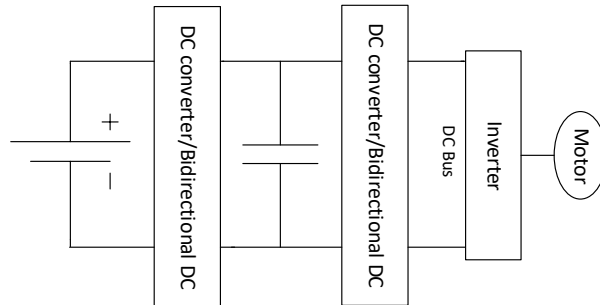 +
−
DC converter/Bidirectional DC
DC converter/Bidirectional DC
DC Bus
Inverter
Motor